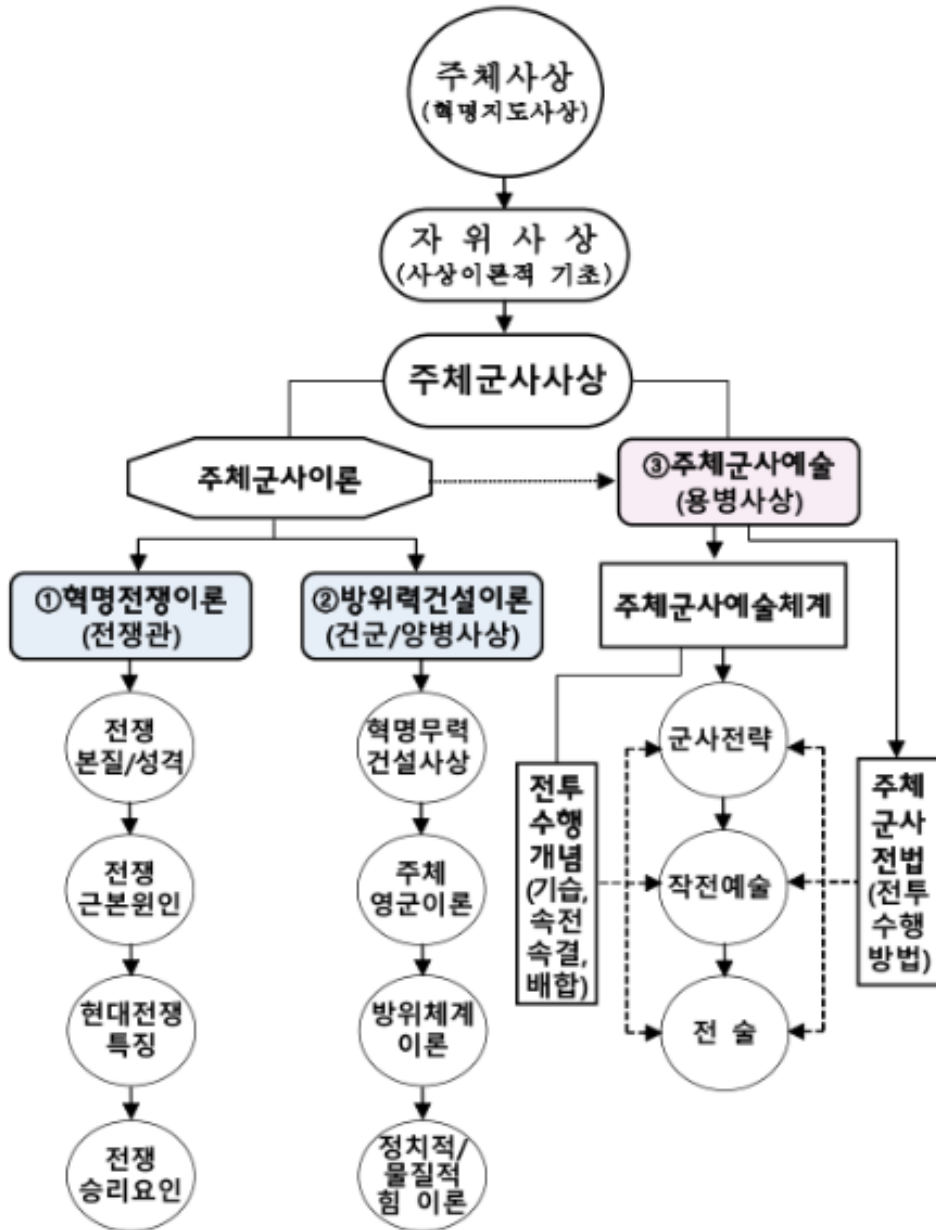 주체사상
(혁명지도사상)
자 위 사 상
(사상이론적 기초)
주체군사사상
주체군사이론
③주체군사예술
(용병사상)
①혁명전쟁이론
(전쟁관)
②방위력건설이론
(건군/양병사상)
주체군사예술체계
전쟁
본질/성격
혁명무력
건설사상
군사전략
전투
수행
개념
(기습,
속전
속결,
배합)
주체
군사
전법
(전투
수행
방법)
전쟁
근본원인
주체
영군이론
작전예술
현대전쟁
특징
방위체계
이론
전 술
전쟁
승리요인
정치적/
물질적
힘 이론